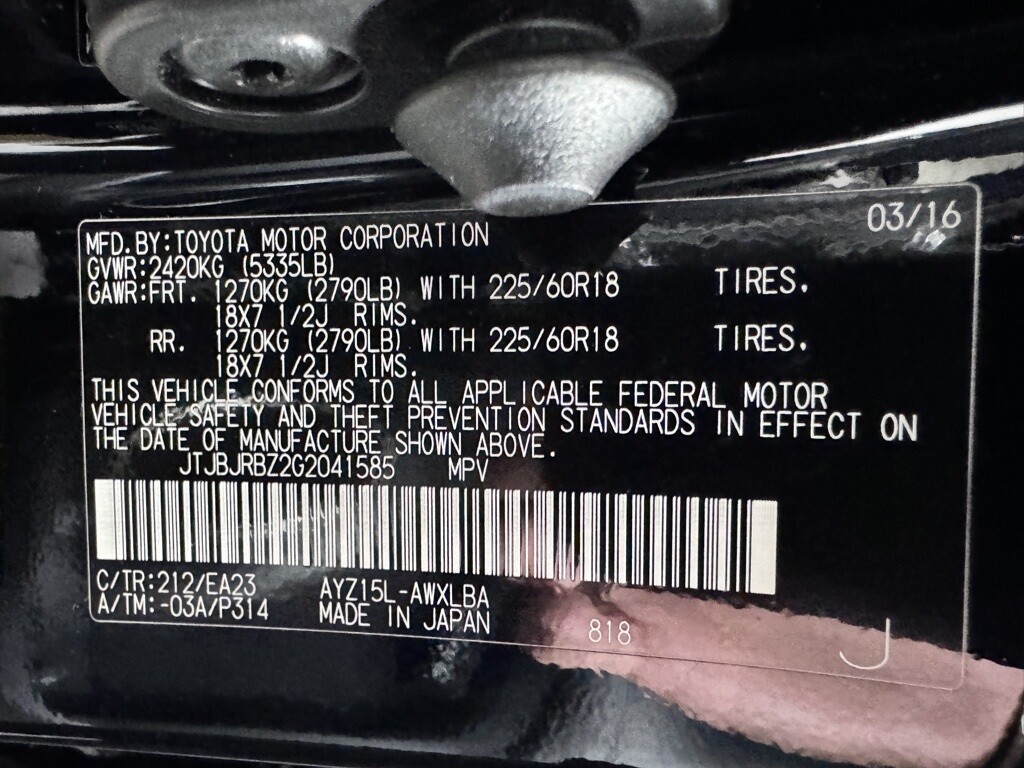 03/16
MFD.BY:TOYOTA MOTOR CORPORATION
GVWR:2420KG (5335LB)
GAWR:FRT. 1270KG (2790LB) WITH 225/60R18 TIRES.
18X7 1/2J RIMS.
RR. 1270KG (2790LB) WITH 225/60R18 TIRES.
18X7 1/2J RIMS.
THIS VEHICLE CONFORMS TO ALL APPLICABLE FEDERAL MOTOR
VEHICLE SAFETY AND THEFT PREVENTION STANDARDS IN EFFECT ON
THE DATE OF MANUFACTURE SHOWN ABOVE.
JTJBJRBZ2G2041585 MPV
C/TR:212/EA23 AYZ15L-AWXLBA
A/TM:-03A/P314 MADE IN JAPAN
818
J